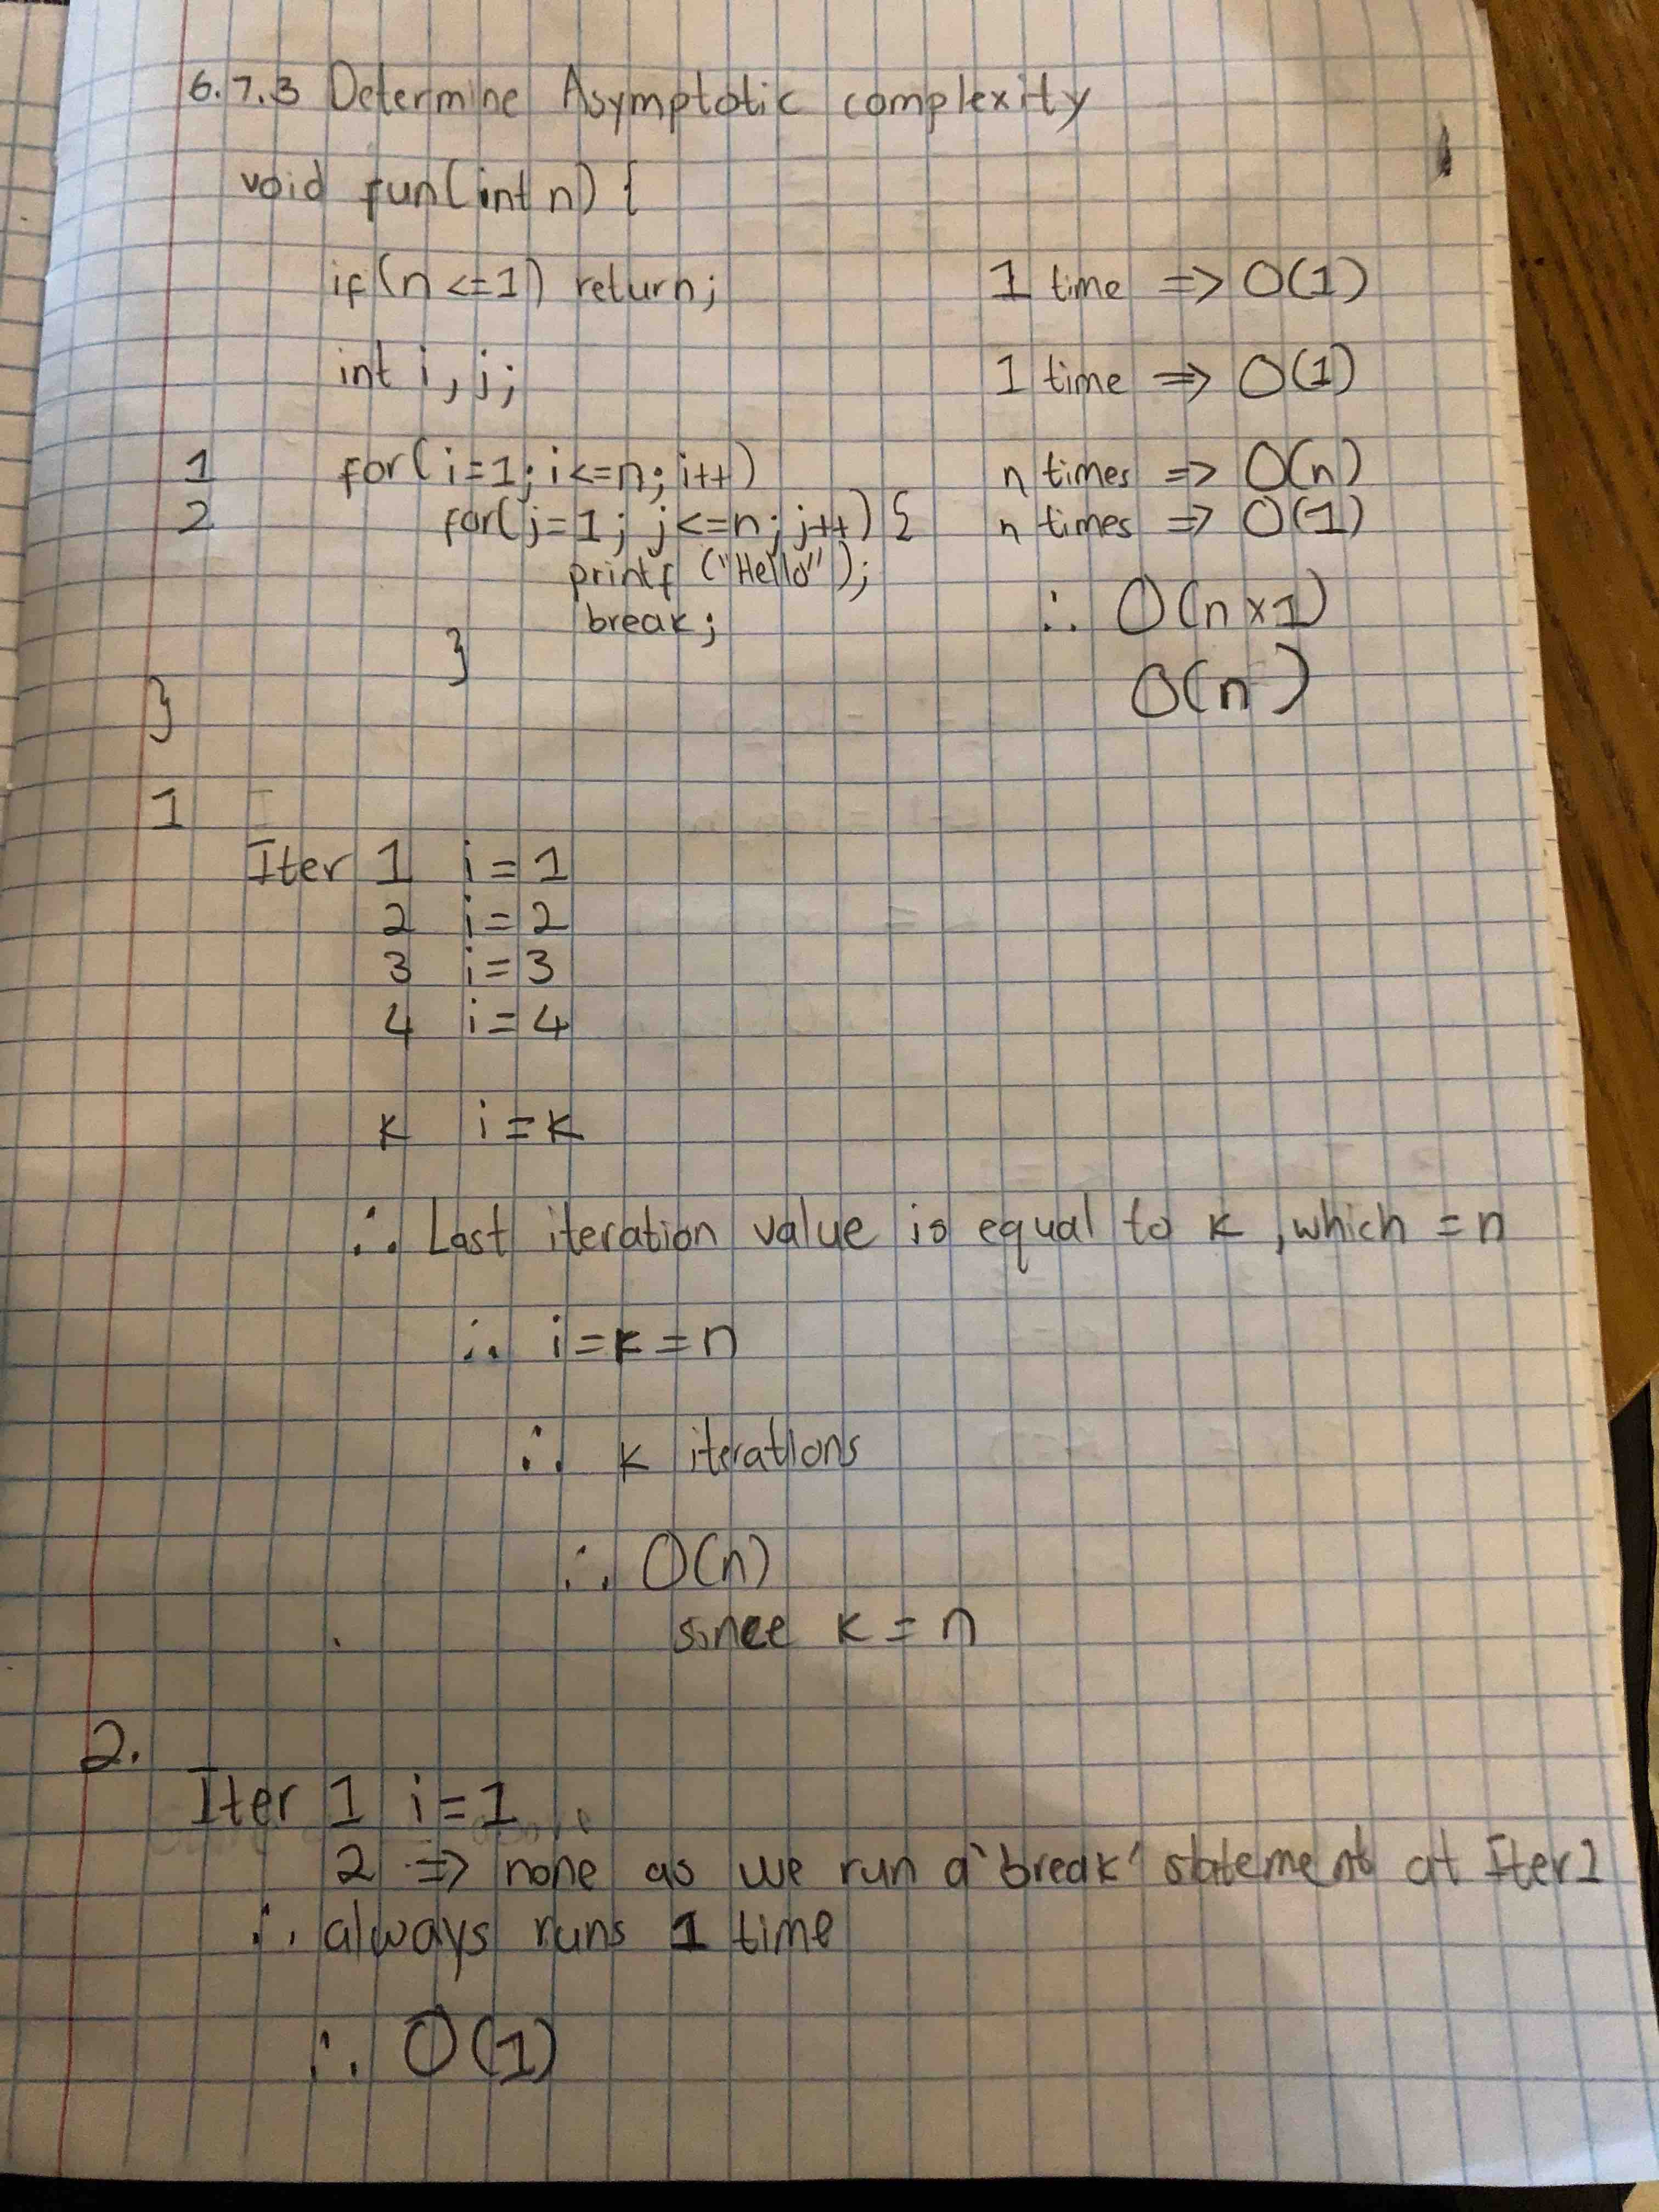 6.7.3 Determine Asymptotic complexity
void fun(int n) {
if(n <=1) return; 1 time => O(1)
int i, j; 1 time => O(1)
1 for(i=1; i<=n; i++) n times => O(n)
2 for(j=1; j<=n; j++) { n times => O(1)
printf ("Hello");
break; ∴ O(n x1)
}
O(n)
}
1
Iter 1 i = 1
2 i = 2
3 i = 3
4 i = 4
k i = k
∴ Last iteration value is equal to k, which = n
∴ i = k = n
∴ k iterations
∴ O(n)
since k = n
2.
Iter 1 i = 1
2 => none as we run a 'break' statement at Iter 1
∴ always runs 1 time
∴ O(1)